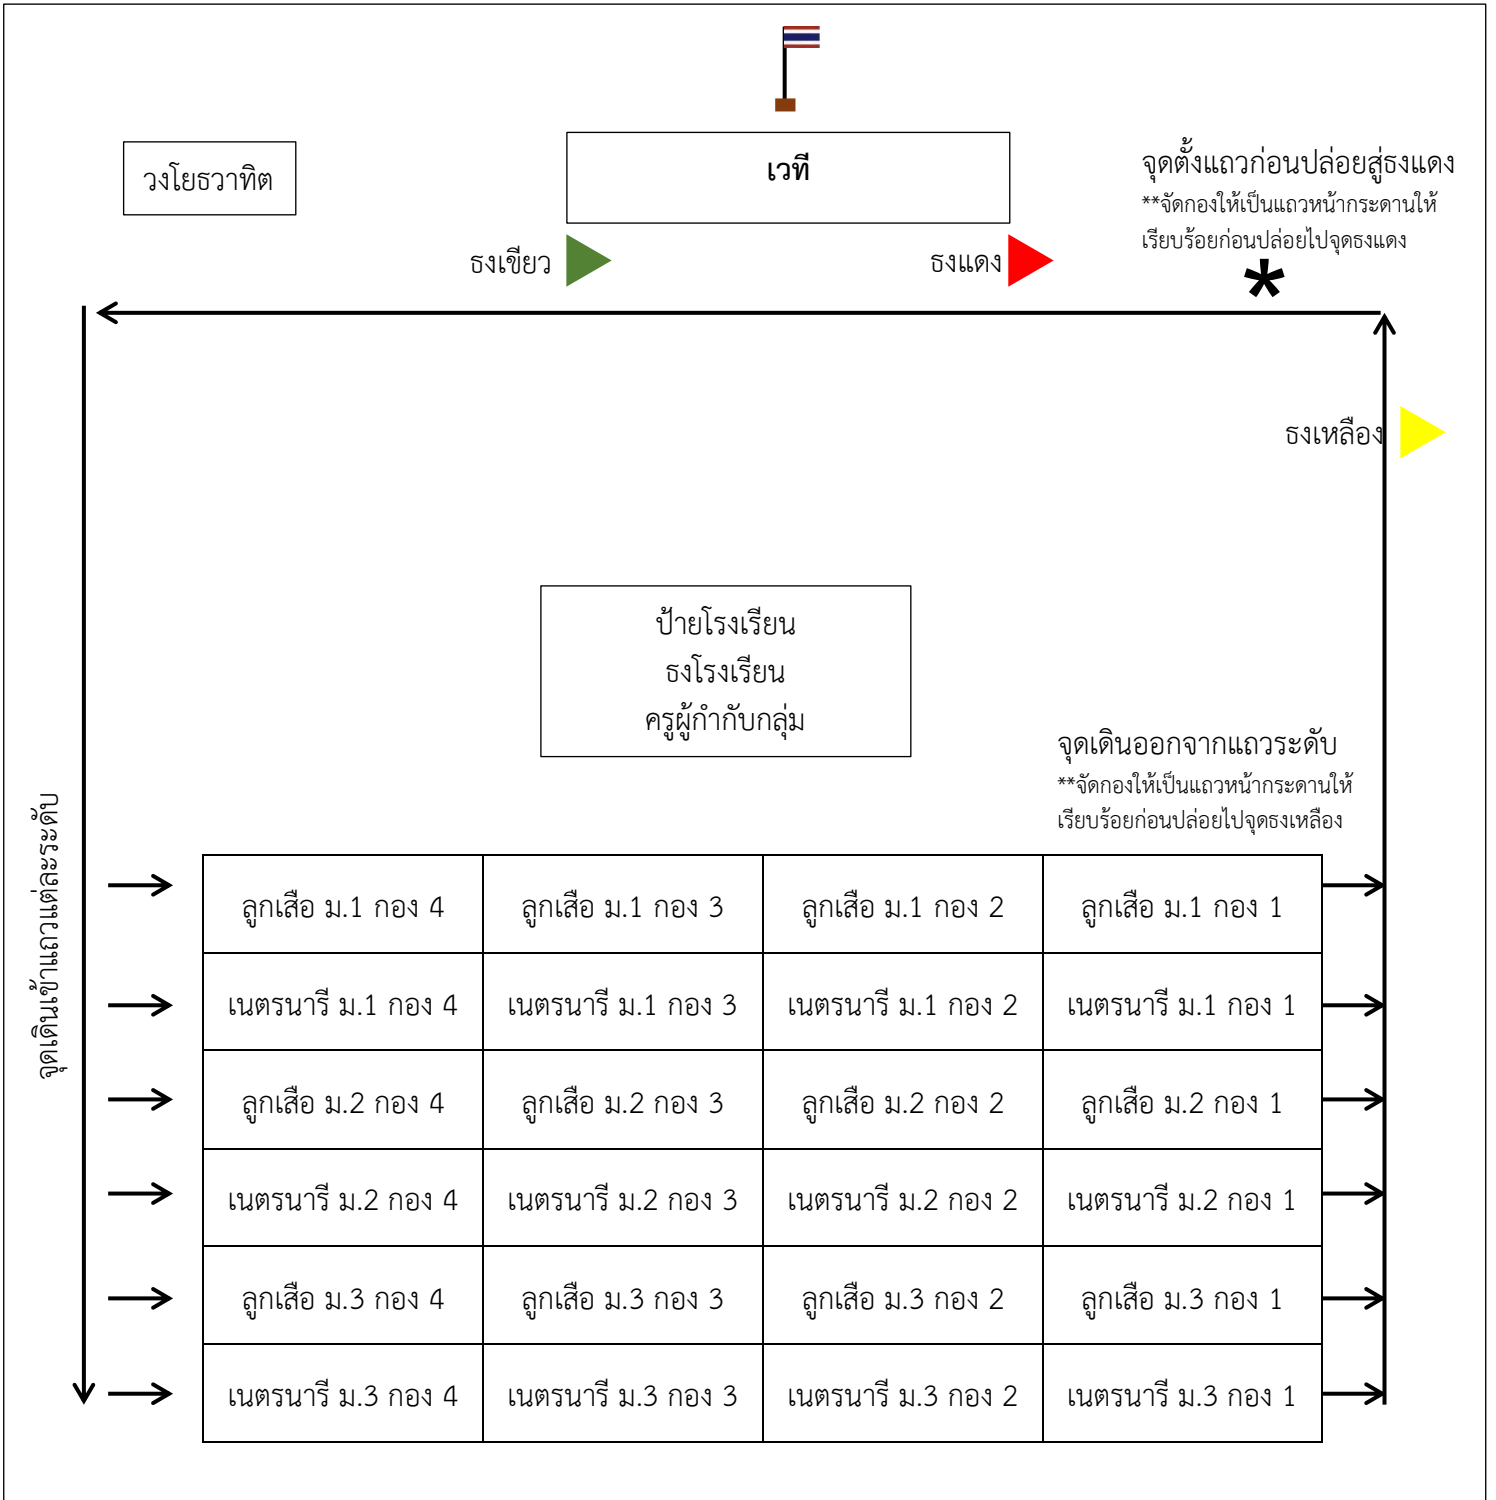 วงโยธวาทิต
เวที
จุดตั้งแถวก่อนปล่อยสู่ธงแดง
**จัดกองให้เป็นแถวหน้ากระดานให้
เรียบร้อยก่อนปล่อยไปจุดธงแดง
*
ธงเขียว
ธงแดง
ธงเหลือง
ป้ายโรงเรียน
ธงโรงเรียน
ครูผู้กำกับกลุ่ม
จุดเดินออกจากแถวระดับ
**จัดกองให้เป็นแถวหน้ากระดานให้
เรียบร้อยก่อนปล่อยไปจุดธงเหลือง
จุดเดินเข้าแถวแต่ละระดับ
ลูกเสือ ม.1 กอง 4 ลูกเสือ ม.1 กอง 3 ลูกเสือ ม.1 กอง 2 ลูกเสือ ม.1 กอง 1
เนตรนารี ม.1 กอง 4 เนตรนารี ม.1 กอง 3 เนตรนารี ม.1 กอง 2 เนตรนารี ม.1 กอง 1
ลูกเสือ ม.2 กอง 4 ลูกเสือ ม.2 กอง 3 ลูกเสือ ม.2 กอง 2 ลูกเสือ ม.2 กอง 1
เนตรนารี ม.2 กอง 4 เนตรนารี ม.2 กอง 3 เนตรนารี ม.2 กอง 2 เนตรนารี ม.2 กอง 1
ลูกเสือ ม.3 กอง 4 ลูกเสือ ม.3 กอง 3 ลูกเสือ ม.3 กอง 2 ลูกเสือ ม.3 กอง 1
เนตรนารี ม.3 กอง 4 เนตรนารี ม.3 กอง 3 เนตรนารี ม.3 กอง 2 เนตรนารี ม.3 กอง 1